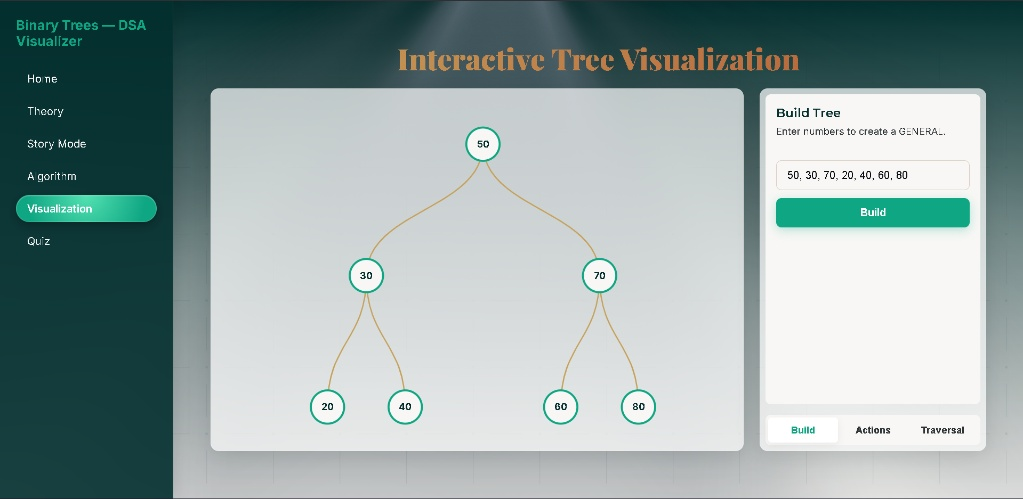 Binary Trees — DSA
Visualizer
Home
Theory
Story Mode
Algorithm
Visualization
Quiz
Interactive Tree Visualization
50
30
70
20
40
60
80
Build Tree
Enter numbers to create a GENERAL.
50, 30, 70, 20, 40, 60, 80
Build
Build
Actions
Traversal